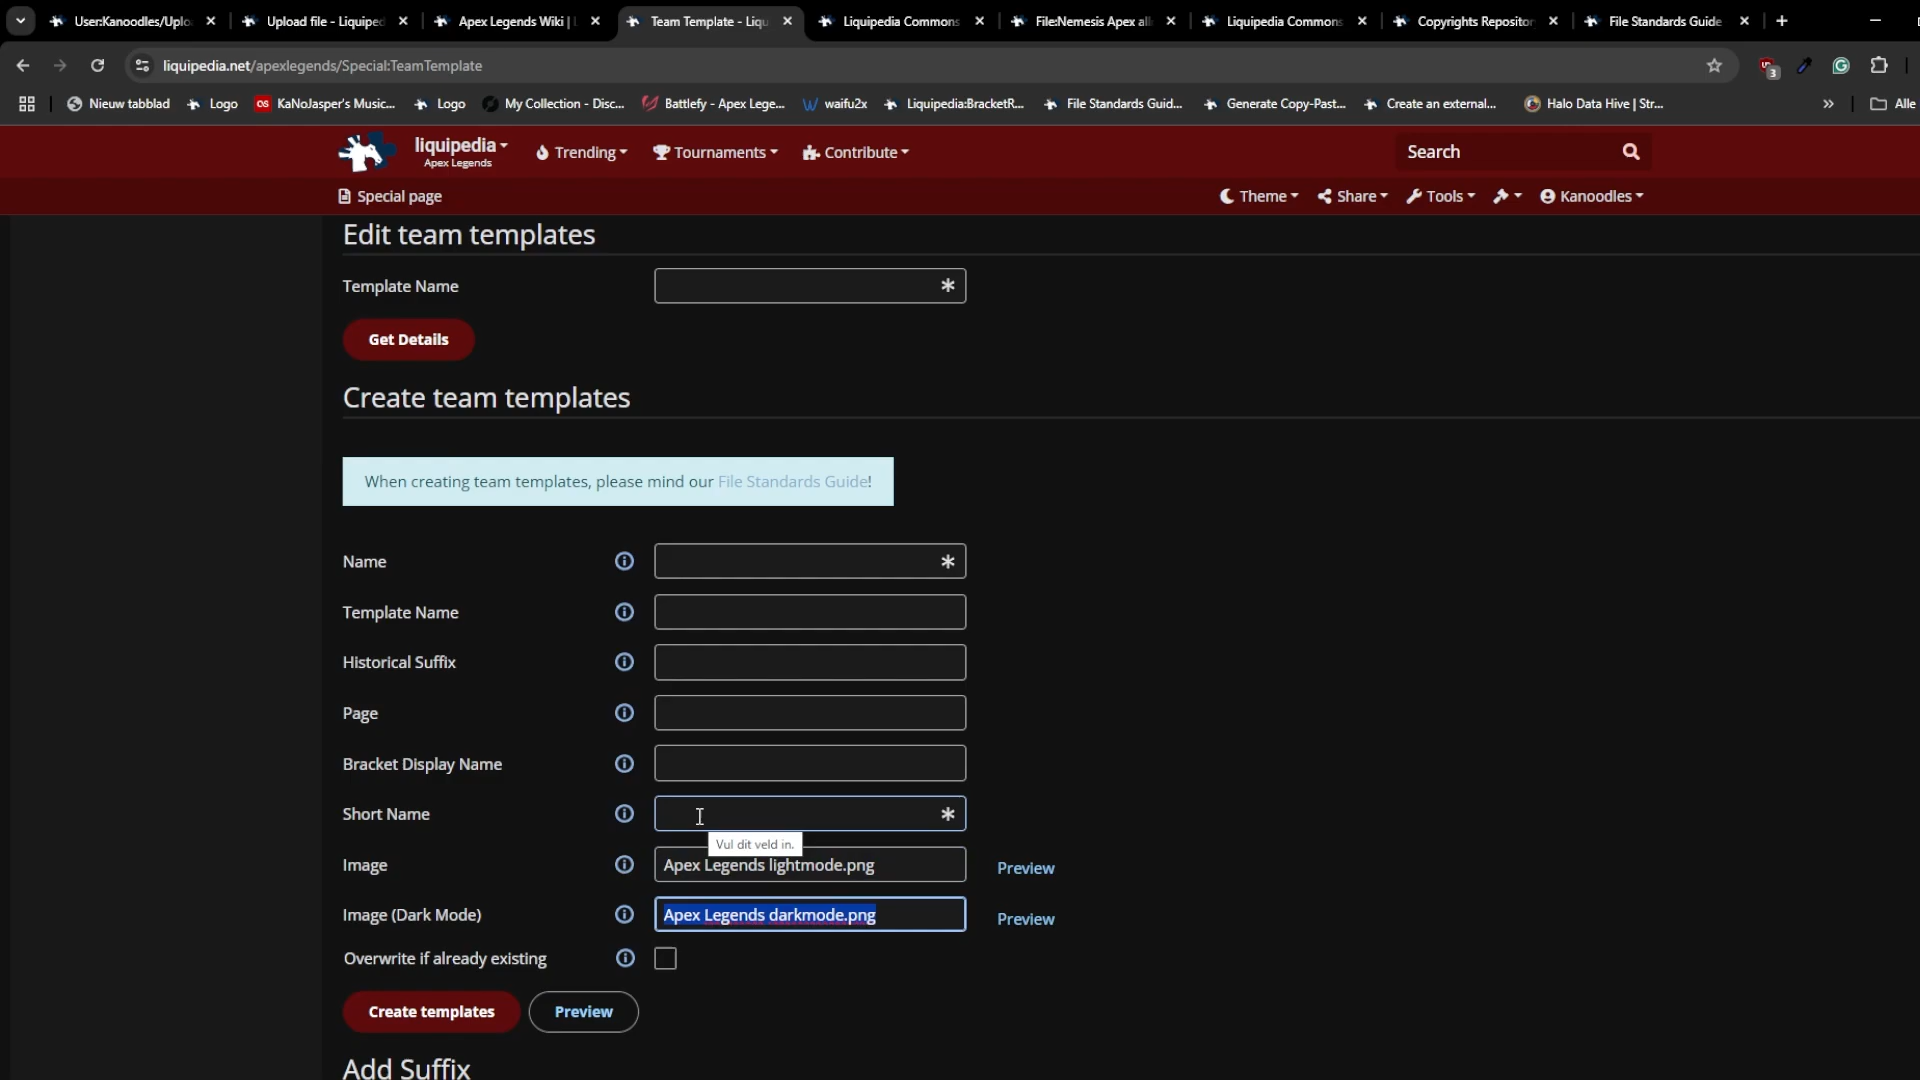 User:Kanoodles/Uplo
Upload file - Liquiped
Apex Legends Wiki |
Team Template - Liqu
Liquipedia Commons
File:Nemesis Apex all
Liquipedia Commons
Copyrights Repositor
File Standards Guide
liquipedia.net/apexlegends/Special:TeamTemplate
3
Nieuw tabblad
Logo
OS KaNoJasper's Music...
Logo
My Collection - Disc...
Battlefy - Apex Lege...
waifu2x
Liquipedia:BracketR...
File Standards Guid...
Generate Copy-Past...
Create an external...
Halo Data Hive | Str...
»
Alle
liquipedia
Apex Legends
Trending
Tournaments
Contribute
Search
Special page
Theme
Share
Tools
Kanoodles
Edit team templates
Template Name *
Get Details
Create team templates
When creating team templates, please mind our File Standards Guide!
Name *
Template Name
Historical Suffix
Page
Bracket Display Name
Short Name *
Vul dit veld in.
Image Apex Legends lightmode.png Preview
Image (Dark Mode) Apex Legends darkmode.png Preview
Overwrite if already existing
Create templates Preview
Add Suffix